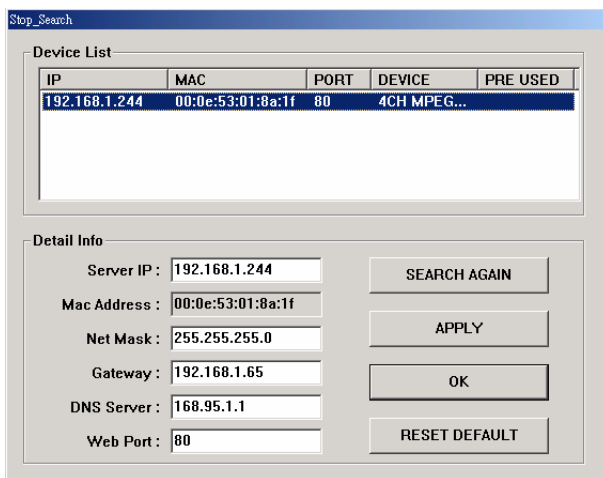 Stop_Search
Device List
IP MAC PORT DEVICE PRE USED
192.168.1.244 00:0e:53:01:8a:1f 80 4CH MPEG...
Detail Info
Server IP : 192.168.1.244
Mac Address : 00:0e:53:01:8a:1f
Net Mask : 255.255.255.0
Gateway : 192.168.1.65
DNS Server : 168.95.1.1
Web Port : 80
SEARCH AGAIN
APPLY
OK
RESET DEFAULT